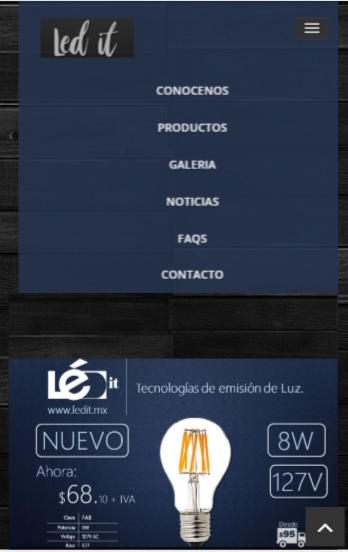 Led it
CONOCENOS
PRODUCTOS
GALERIA
NOTICIAS
FAQS
CONTACTO
LÉD it
www.ledit.mx
Tecnologías de emisión de Luz.
NUEVO
8W
Ahora:
127V
$68.10 + IVA
Desde
$95
Clave FA8
Potencia 8W
Voltaje 127V AC
Base E27